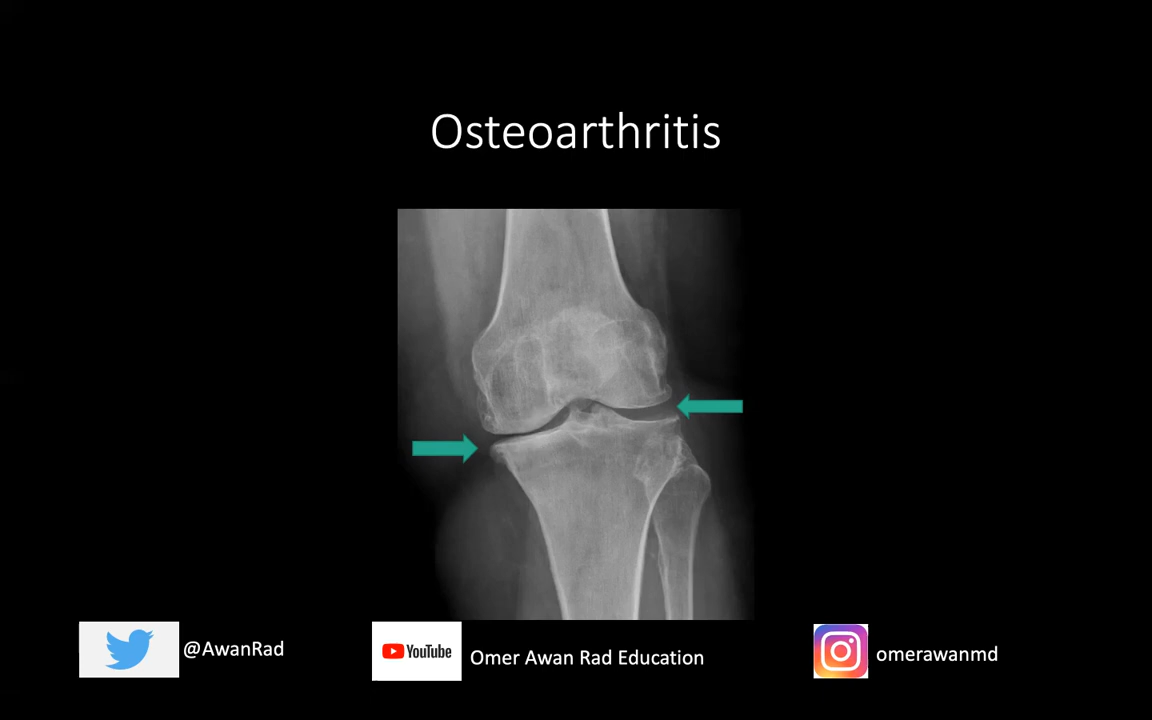 Osteoarthritis
@AwanRad
YouTube
Omer Awan Rad Education
omerawanmd